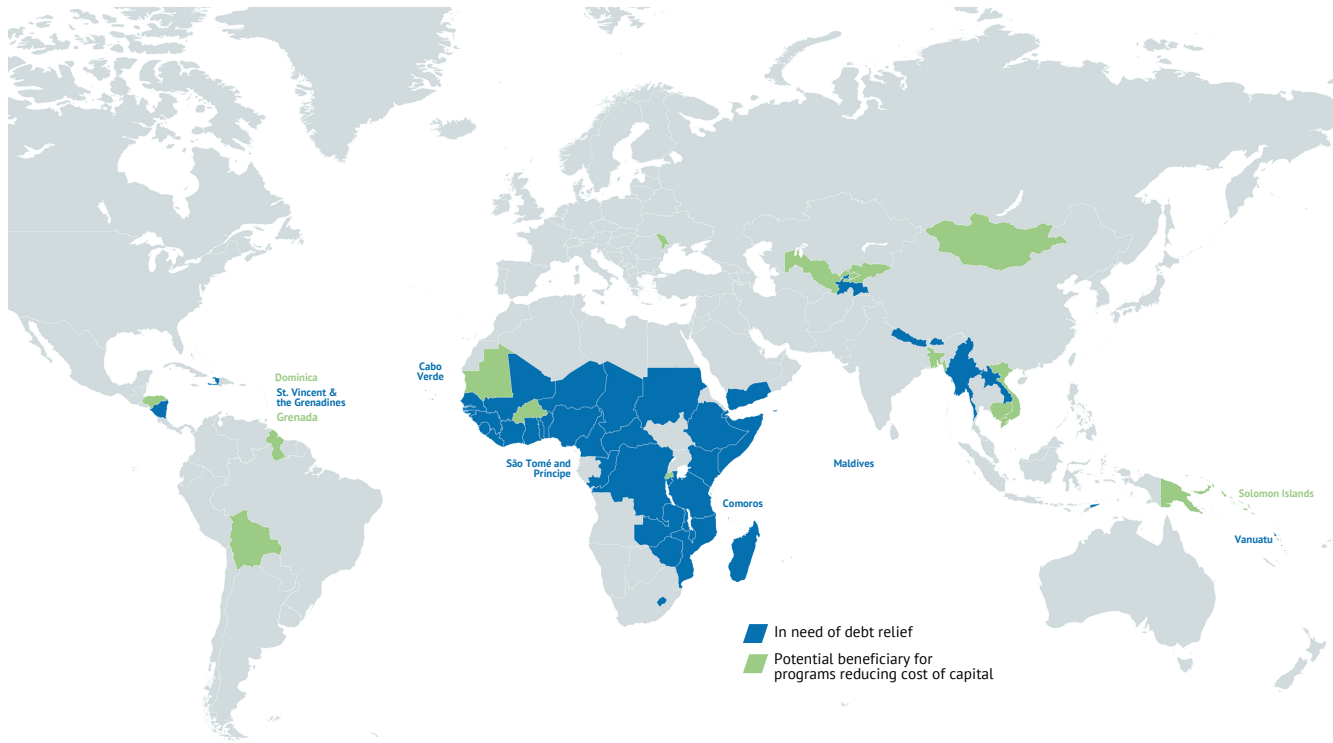 Cabo
Verde
Dominica
St. Vincent &
the Grenadines
Grenada
São Tomé and
Príncipe
Maldives
Comoros
Solomon Islands
Vanuatu
In need of debt relief
Potential beneficiary for
programs reducing cost of capital